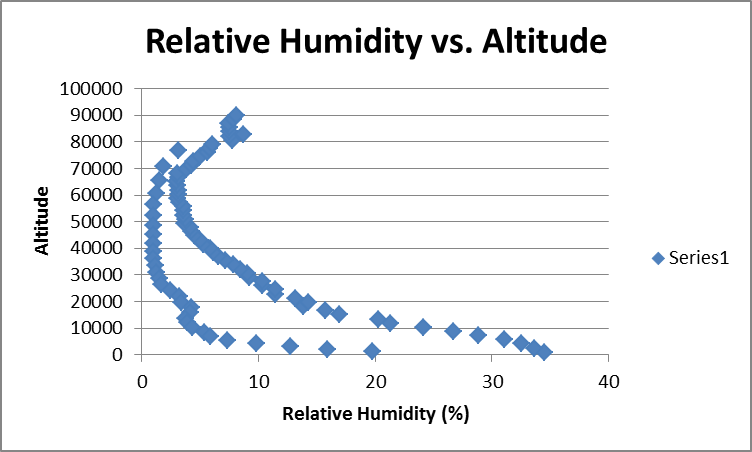 Relative Humidity vs. Altitude
100000
90000
80000
70000
60000
50000
40000
30000
20000
10000
0
Altitude
0 10 20 30 40
Relative Humidity (%)
Series1